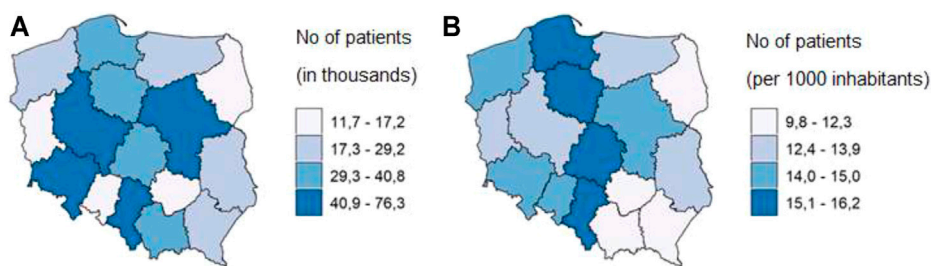 A
No of patients
(in thousands)
11,7 - 17,2
17,3 - 29,2
29,3 - 40,8
40,9 - 76,3
B
No of patients
(per 1000 inhabitants)
9,8 - 12,3
12,4 - 13,9
14,0 - 15,0
15,1 - 16,2